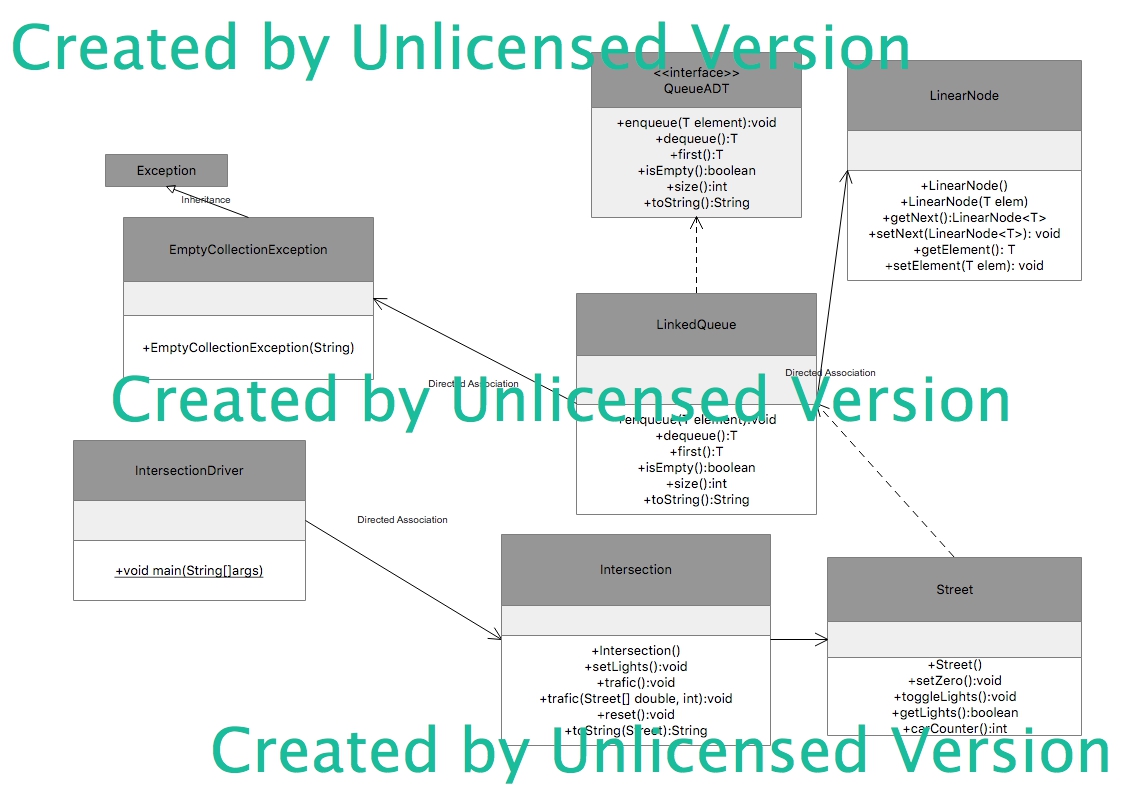 Created by Unlicensed Version
<<interface>>
QueueADT
+enqueue(T element):void
+dequeue():T
+first():T
+isEmpty():boolean
+size():int
+toString():String
LinearNode
+LinearNode()
+LinearNode(T elem)
+getNext():LinearNode<T>
+setNext(LinearNode<T>): void
+getElement(): T
+setElement(T elem): void
Exception
Inheritance
EmptyCollectionException
+EmptyCollectionException(String)
LinkedQueue
+enqueue(T element):void
+dequeue():T
+first():T
+isEmpty():boolean
+size():int
+toString():String
Directed Association
Directed Association
Created by Unlicensed Version
IntersectionDriver
+void main(String[]args)
Directed Association
Intersection
+Intersection()
+setLights():void
+trafic():void
+trafic(Street[] double, int):void
+reset():void
+toString(Street):String
Street
+Street()
+setZero():void
+toggleLights():void
+getLights():boolean
+carCounter():int
Created by Unlicensed Version